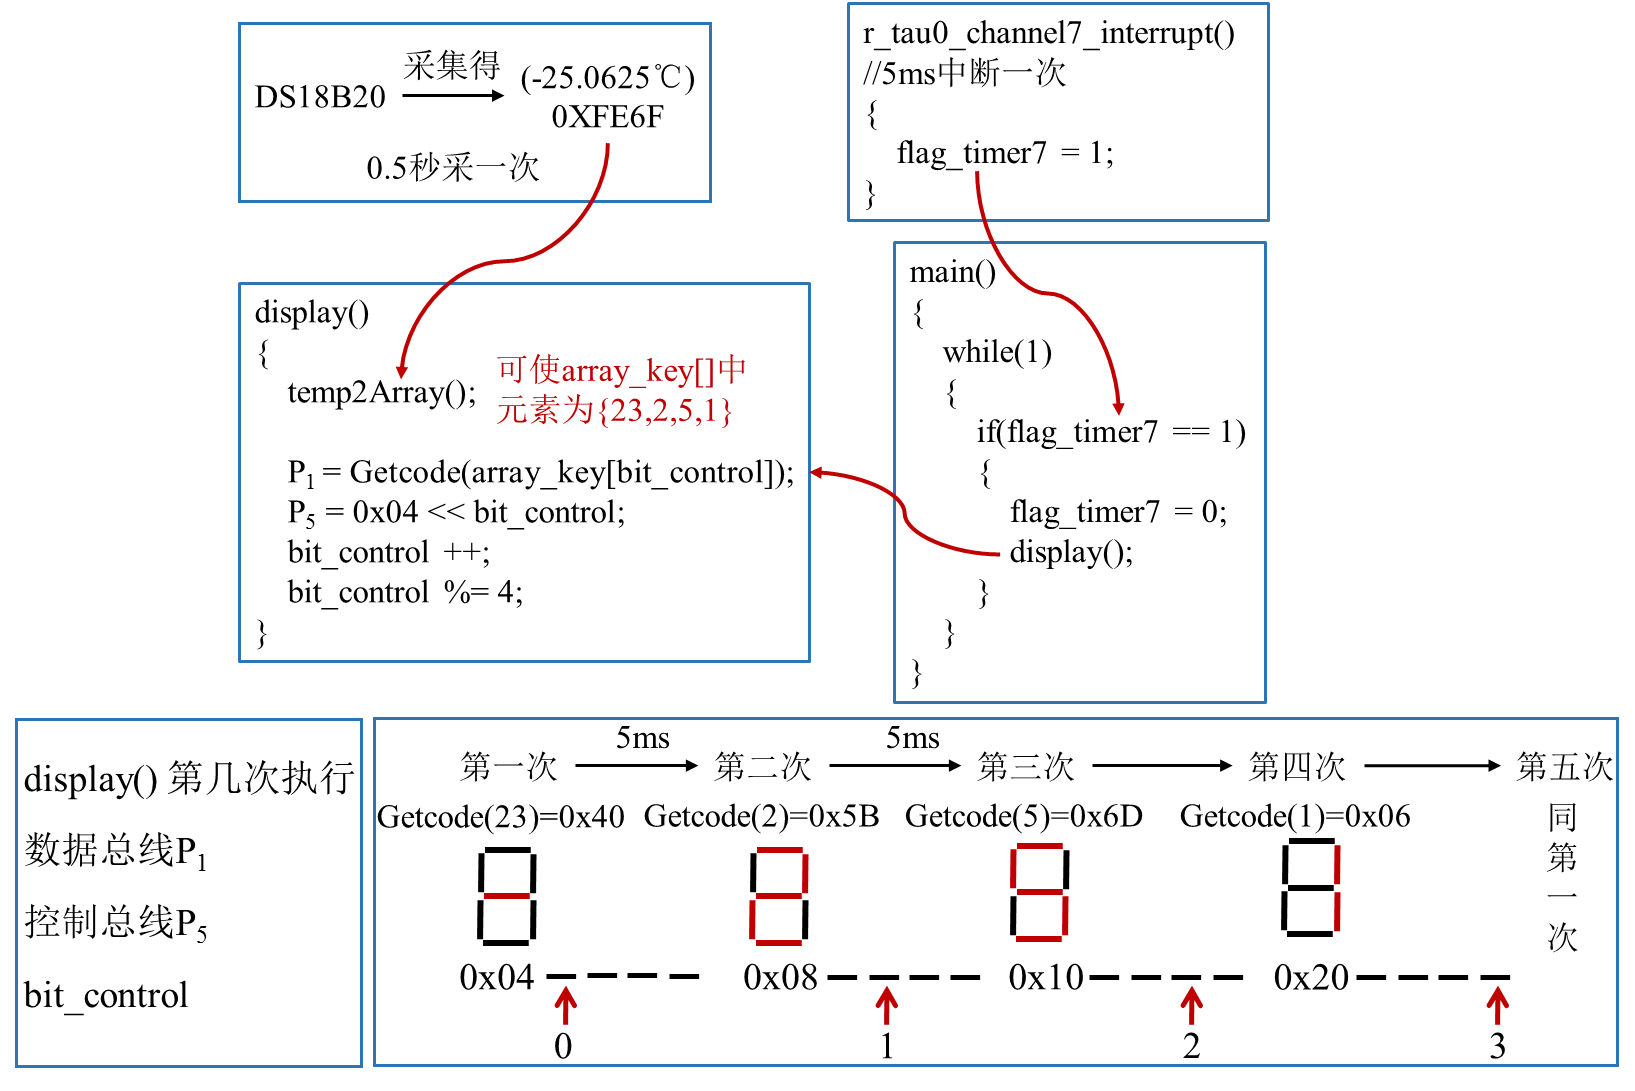 采集得
DS18B20
(-25.0625℃)
0XFE6F
0.5秒采一次
r_tau0_channel7_interrupt()
//5ms中断一次
{
flag_timer7 = 1;
}
display()
{
temp2Array();
可使array_key[]中
元素为{23,2,5,1}
P1 = Getcode(array_key[bit_control]);
P5 = 0x04 << bit_control;
bit_control ++;
bit_control %= 4;
}
main()
{
while(1)
{
if(flag_timer7 == 1)
{
flag_timer7 = 0;
display();
}
}
}
display() 第几次执行
数据总线P1
控制总线P5
bit_control
5ms 5ms
第一次 第二次 第三次 第四次 第五次
Getcode(23)=0x40 Getcode(2)=0x5B Getcode(5)=0x6D Getcode(1)=0x06
同
第
一
次
0x04 0x08 0x10 0x20
0 1 2 3